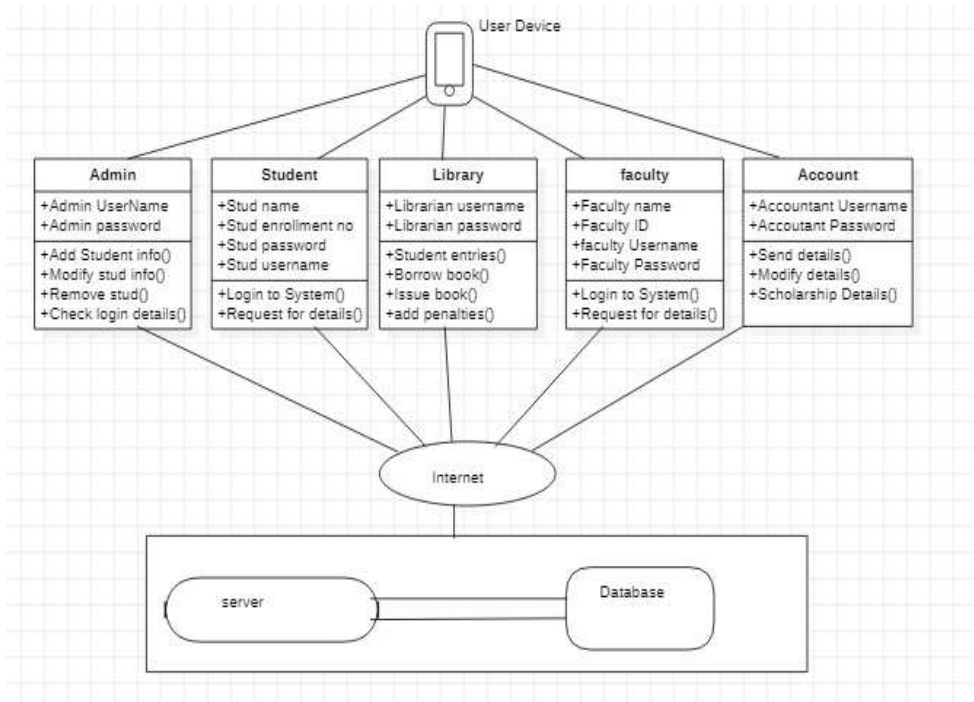 User Device
Admin
+Admin UserName
+Admin password
+Add Student info()
+Modify stud info()
+Remove stud()
+Check login details()
Student
+Stud name
+Stud enrollment no
+Stud password
+Stud username
+Login to System()
+Request for details()
Library
+Librarian username
+Librarian password
+Student entries()
+Borrow book()
+Issue book()
+add penalties()
faculty
+Faculty name
+Faculty ID
+faculty Username
+Faculty Password
+Login to System()
+Request for details()
Account
+Accountant Username
+Accoutant Password
+Send details()
+Modify details()
+Scholarship Details()
Internet
server
Database